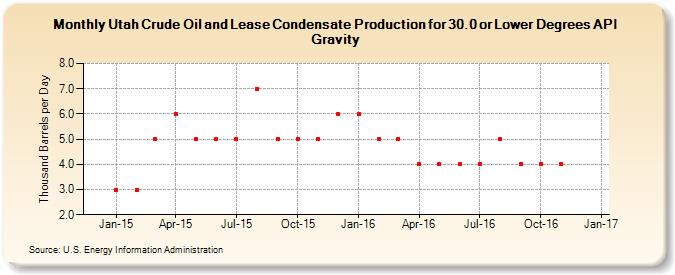 Monthly Utah Crude Oil and Lease Condensate Production for 30.0 or Lower Degrees API
Gravity
Thousand Barrels per Day
8.0
7.0
6.0
5.0
4.0
3.0
2.0
Jan-15 Apr-15 Jul-15 Oct-15 Jan-16 Apr-16 Jul-16 Oct-16 Jan-17
Source: U.S. Energy Information Administration